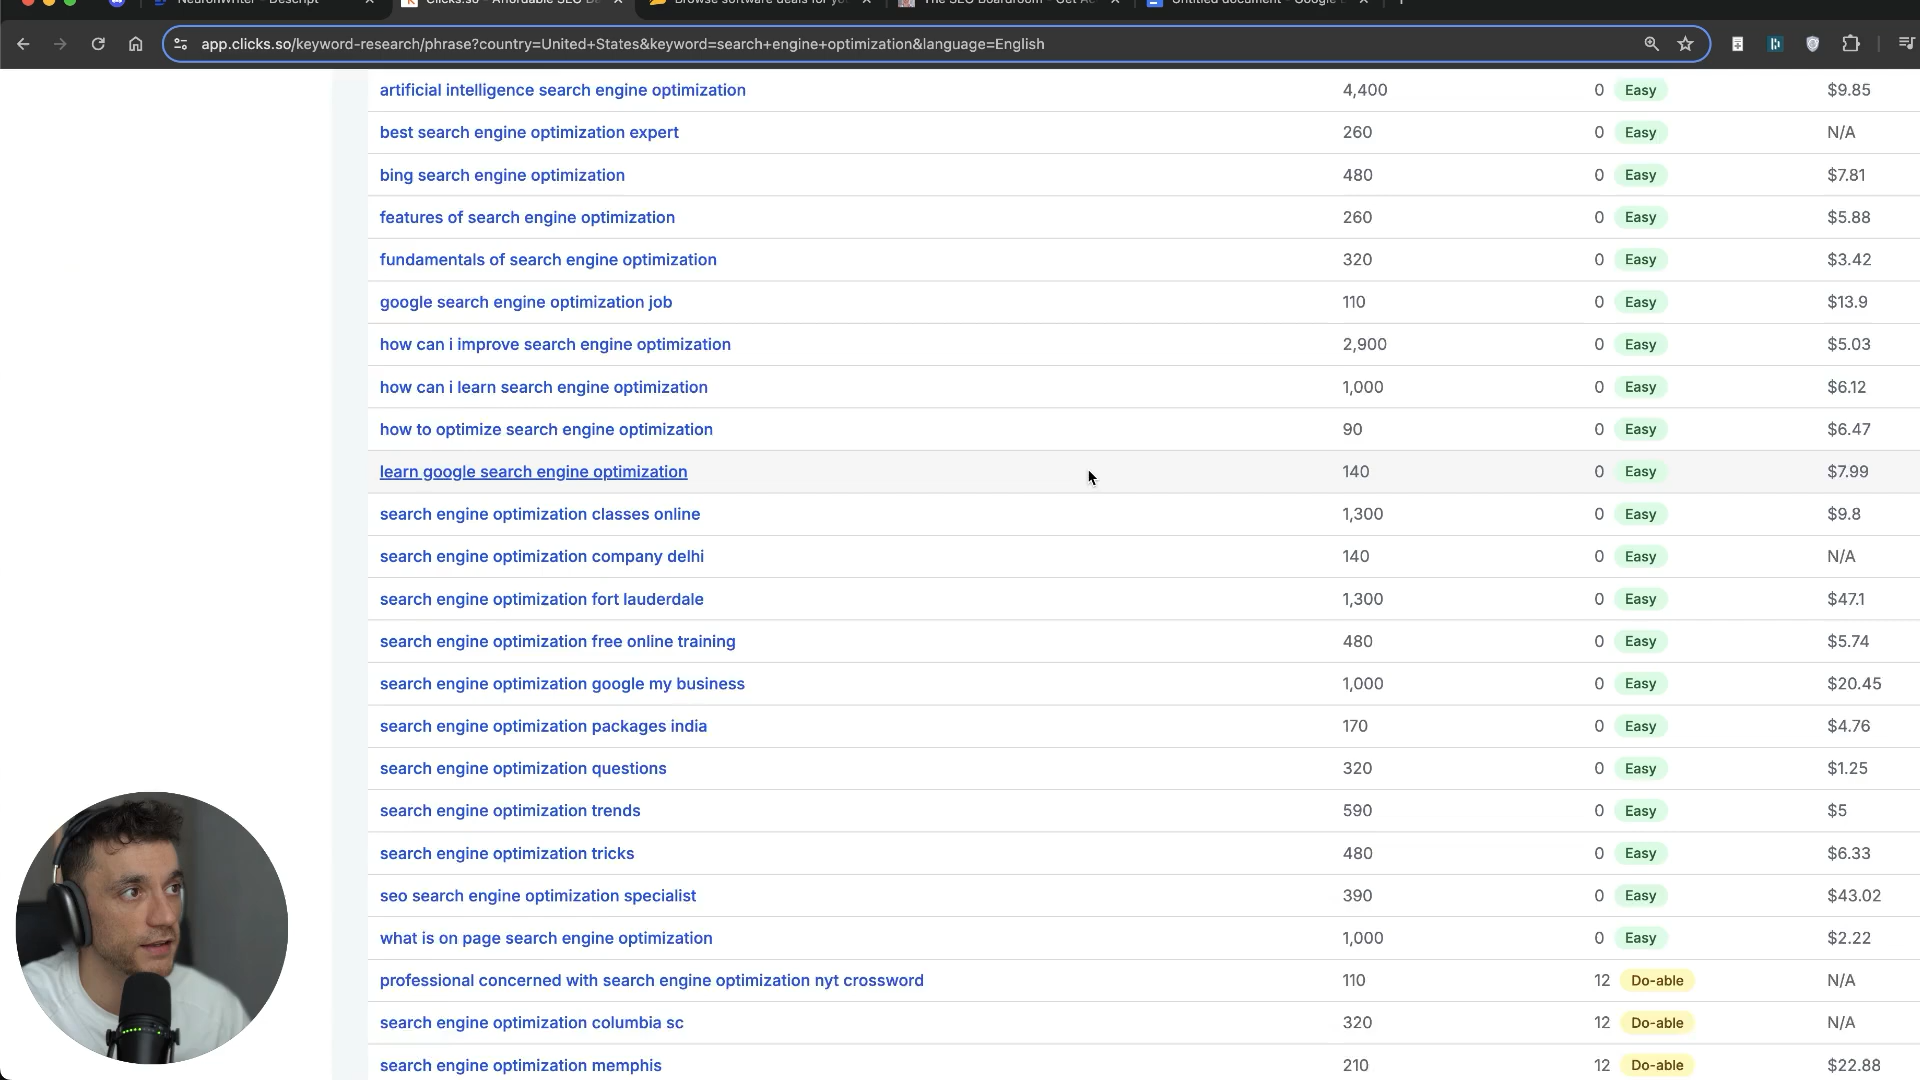 app.clicks.so/keyword-research/phrase?country=United+States&keyword=search+engine+optimization&language=English
artificial intelligence search engine optimization 4,400 0 Easy $9.85
best search engine optimization expert 260 0 Easy N/A
bing search engine optimization 480 0 Easy $7.81
features of search engine optimization 260 0 Easy $5.88
fundamentals of search engine optimization 320 0 Easy $3.42
google search engine optimization job 110 0 Easy $13.9
how can i improve search engine optimization 2,900 0 Easy $5.03
how can i learn search engine optimization 1,000 0 Easy $6.12
how to optimize search engine optimization 90 0 Easy $6.47
learn google search engine optimization 140 0 Easy $7.99
search engine optimization classes online 1,300 0 Easy $9.8
search engine optimization company delhi 140 0 Easy N/A
search engine optimization fort lauderdale 1,300 0 Easy $47.1
search engine optimization free online training 480 0 Easy $5.74
search engine optimization google my business 1,000 0 Easy $20.45
search engine optimization packages india 170 0 Easy $4.76
search engine optimization questions 320 0 Easy $1.25
search engine optimization trends 590 0 Easy $5
search engine optimization tricks 480 0 Easy $6.33
seo search engine optimization specialist 390 0 Easy $43.02
what is on page search engine optimization 1,000 0 Easy $2.22
professional concerned with search engine optimization nyt crossword 110 12 Do-able N/A
search engine optimization columbia sc 320 12 Do-able N/A
search engine optimization memphis 210 12 Do-able $22.88